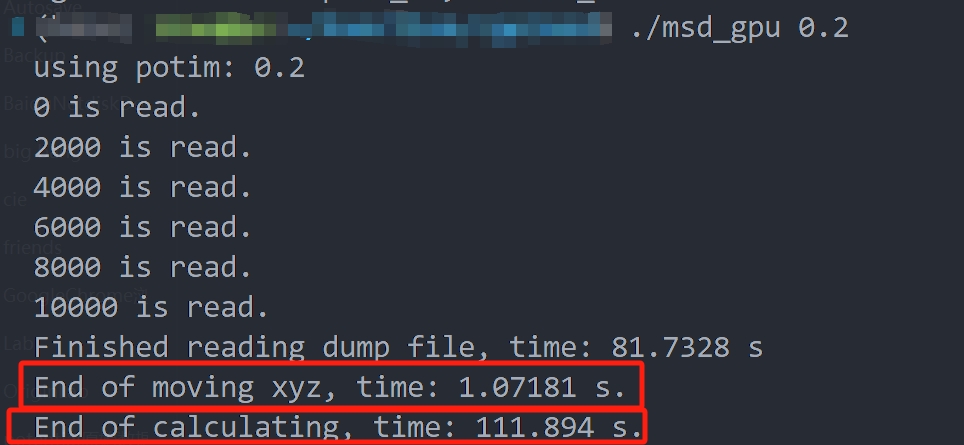 ./msd_gpu 0.2
using potim: 0.2
0 is read.
2000 is read.
4000 is read.
6000 is read.
8000 is read.
10000 is read.
Finished reading dump file, time: 81.7328 s
End of moving xyz, time: 1.07181 s.
End of calculating, time: 111.894 s.